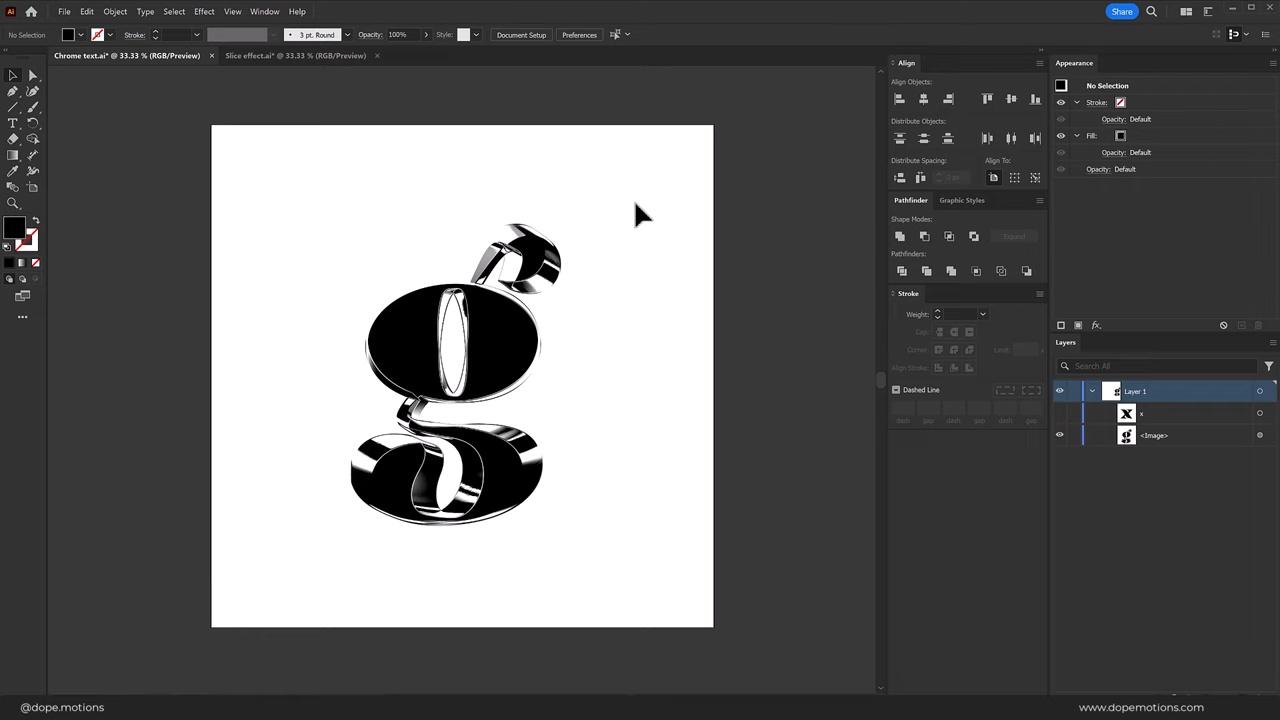 Ai File Edit Object Type Select Effect View Window Help Share
No Selection Stroke: 3 pt. Round Opacity: 100% Style: Document Setup Preferences
Chrome text.ai* @ 33.33 % (RGB/Preview) × Slice effect.ai* @ 33.33 % (RGB/Preview) ×
Align
Align Objects:
Distribute Objects:
Distribute Spacing: Align To:
0 px
Pathfinder Graphic Styles
Shape Modes:
Expand
Pathfinders:
Stroke
Weight:
Cap:
Corner: Limit:
Align Stroke:
Dashed Line
dash gap dash gap dash gap
Appearance
No Selection
Stroke:
Opacity: Default
Fill:
Opacity: Default
Opacity: Default
fx
Layers
Search All
Layer 1
x
<Image>
g
@dope.motions
www.dopemotions.com